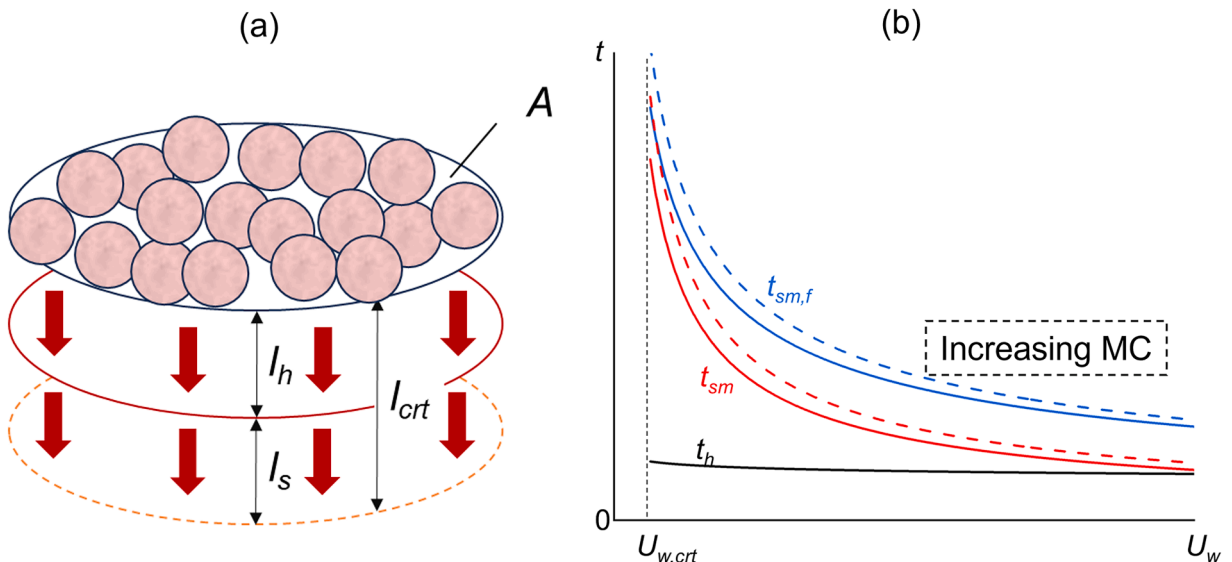 (a)
A
l_h
l_crt
l_s
(b)
t
t_sm,f
Increasing MC
t_sm
t_h
0
U_w,crt
U_w